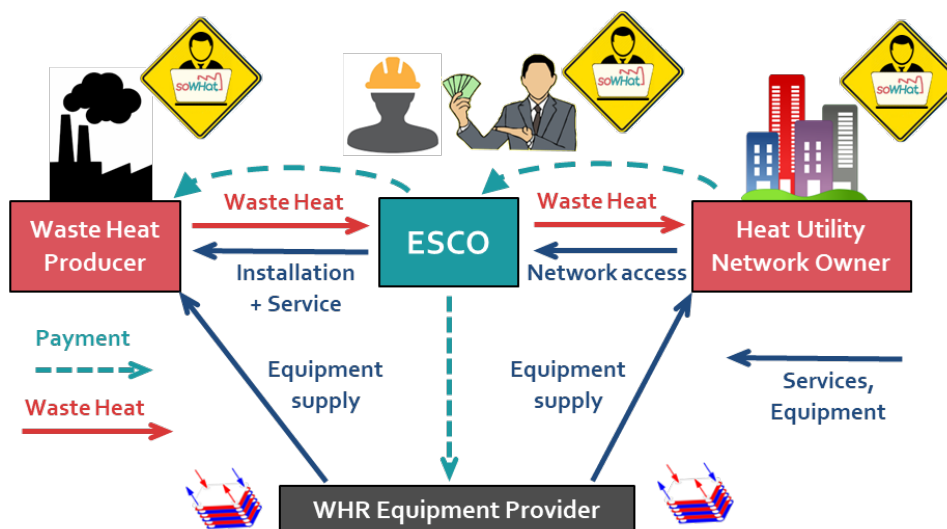 soWHat
soWHat
soWHat
Waste Heat
Producer
Waste Heat
ESCO
Waste Heat
Heat Utility
Network Owner
Installation
+ Service
Network access
Payment
Waste Heat
Equipment
supply
Equipment
supply
Services,
Equipment
WHR Equipment Provider